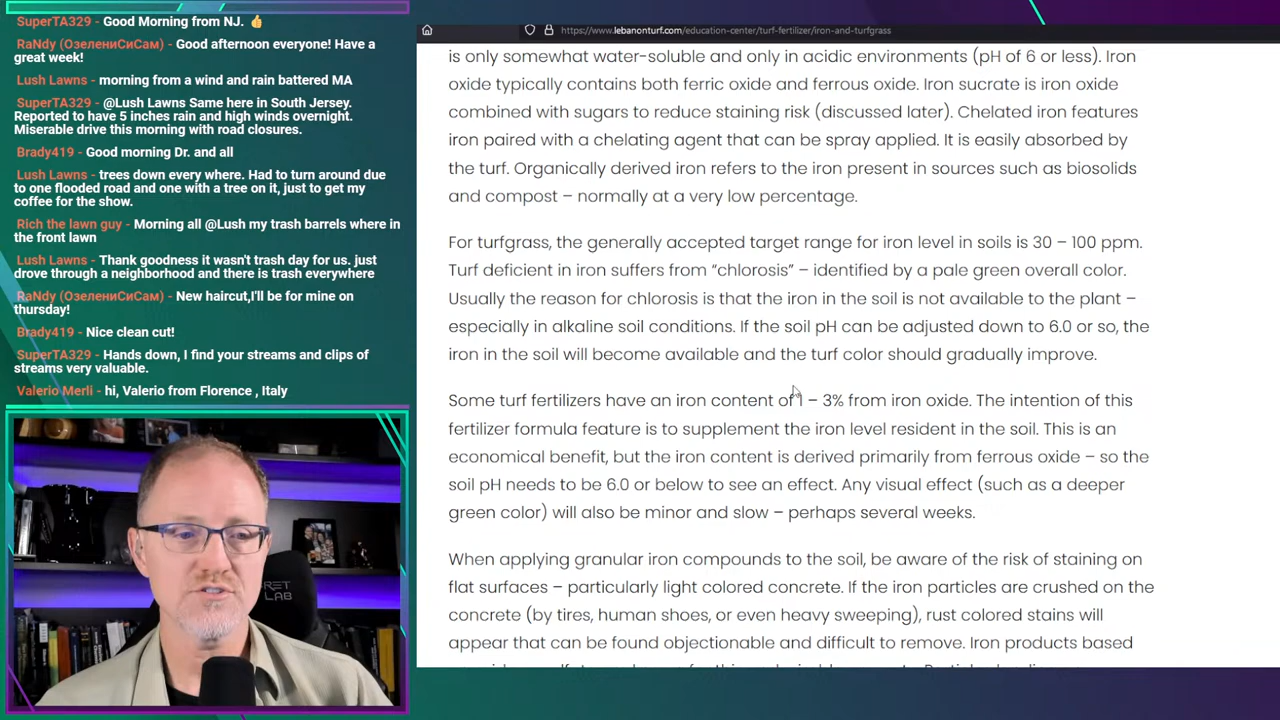 SuperTA329 - Good Morning from NJ. 👍
RaNdy (ОзелениСиСам) - Good afternoon everyone! Have a
great week!
Lush Lawns - morning from a wind and rain battered MA
SuperTA329 - @Lush Lawns Same here in South Jersey.
Reported to have 5 inches rain and high winds overnight.
Miserable drive this morning with road closures.
Brady419 - Good morning Dr. and all
Lush Lawns - trees down every where. Had to turn around due
to one flooded road and one with a tree on it, just to get my
coffee for the show.
Rich the lawn guy - Morning all @Lush my trash barrels where in
the front lawn
Lush Lawns - Thank goodness it wasn't trash day for us. just
drove through a neighborhood and there is trash everywhere
RaNdy (ОзелениСиСам) - New haircut,I'll be for mine on
thursday!
Brady419 - Nice clean cut!
SuperTA329 - Hands down, I find your streams and clips of
streams very valuable.
Valerio Merli - hi, Valerio from Florence , Italy
RET
LAB
https://www.lebanonturf.com/education-center/turf-fertilizer/iron-and-turfgrass
is only somewhat water-soluble and only in acidic environments (pH of 6 or less). Iron
oxide typically contains both ferric oxide and ferrous oxide. Iron sucrate is iron oxide
combined with sugars to reduce staining risk (discussed later). Chelated iron features
iron paired with a chelating agent that can be spray applied. It is easily absorbed by
the turf. Organically derived iron refers to the iron present in sources such as biosolids
and compost – normally at a very low percentage.
For turfgrass, the generally accepted target range for iron level in soils is 30 – 100 ppm.
Turf deficient in iron suffers from “chlorosis” – identified by a pale green overall color.
Usually the reason for chlorosis is that the iron in the soil is not available to the plant –
especially in alkaline soil conditions. If the soil pH can be adjusted down to 6.0 or so, the
iron in the soil will become available and the turf color should gradually improve.
Some turf fertilizers have an iron content of 1 – 3% from iron oxide. The intention of this
fertilizer formula feature is to supplement the iron level resident in the soil. This is an
economical benefit, but the iron content is derived primarily from ferrous oxide – so the
soil pH needs to be 6.0 or below to see an effect. Any visual effect (such as a deeper
green color) will also be minor and slow – perhaps several weeks.
When applying granular iron compounds to the soil, be aware of the risk of staining on
flat surfaces – particularly light colored concrete. If the iron particles are crushed on the
concrete (by tires, human shoes, or even heavy sweeping), rust colored stains will
appear that can be found objectionable and difficult to remove. Iron products based